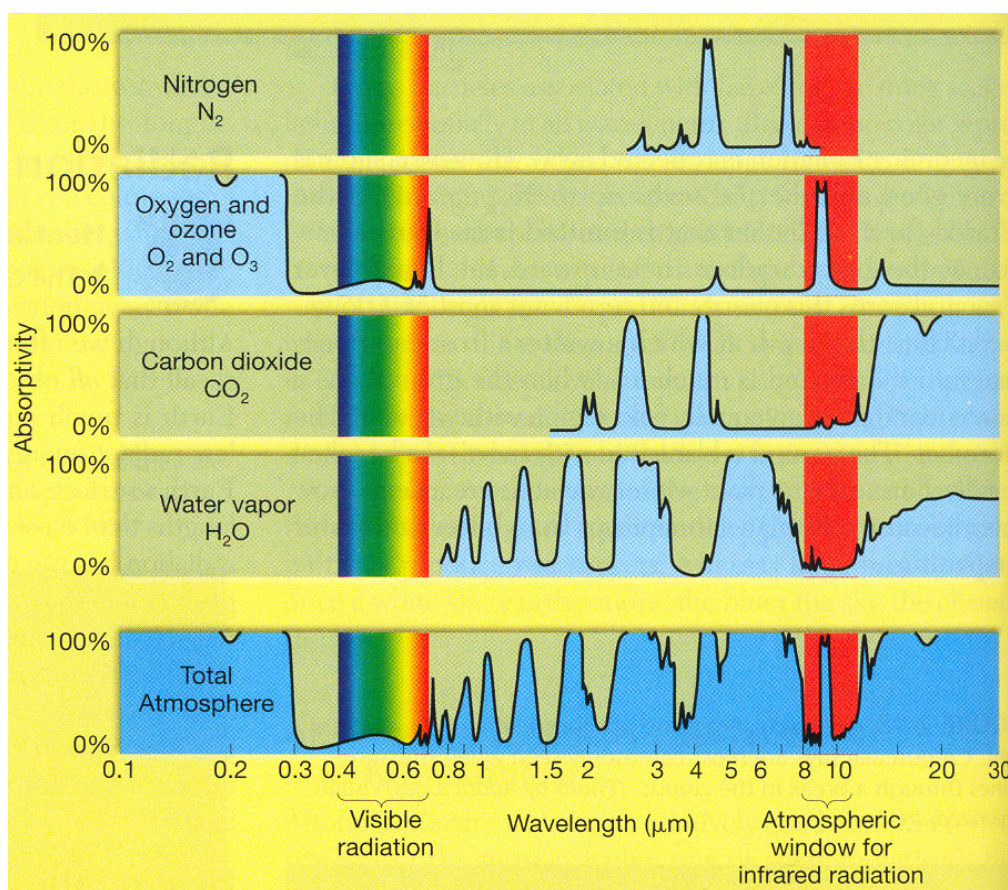 100%
Nitrogen
N₂
0%
100%
Oxygen and
ozone
O₂ and O₃
0%
Absorptivity
100%
Carbon dioxide
CO₂
0%
100%
Water vapor
H₂O
0%
100%
Total
Atmosphere
0%
0.1 0.2 0.3 0.4 0.6 0.8 1 1.5 2 3 4 5 6 8 10 20 30
Visible
radiation
Wavelength (μm)
Atmospheric
window for
infrared radiation